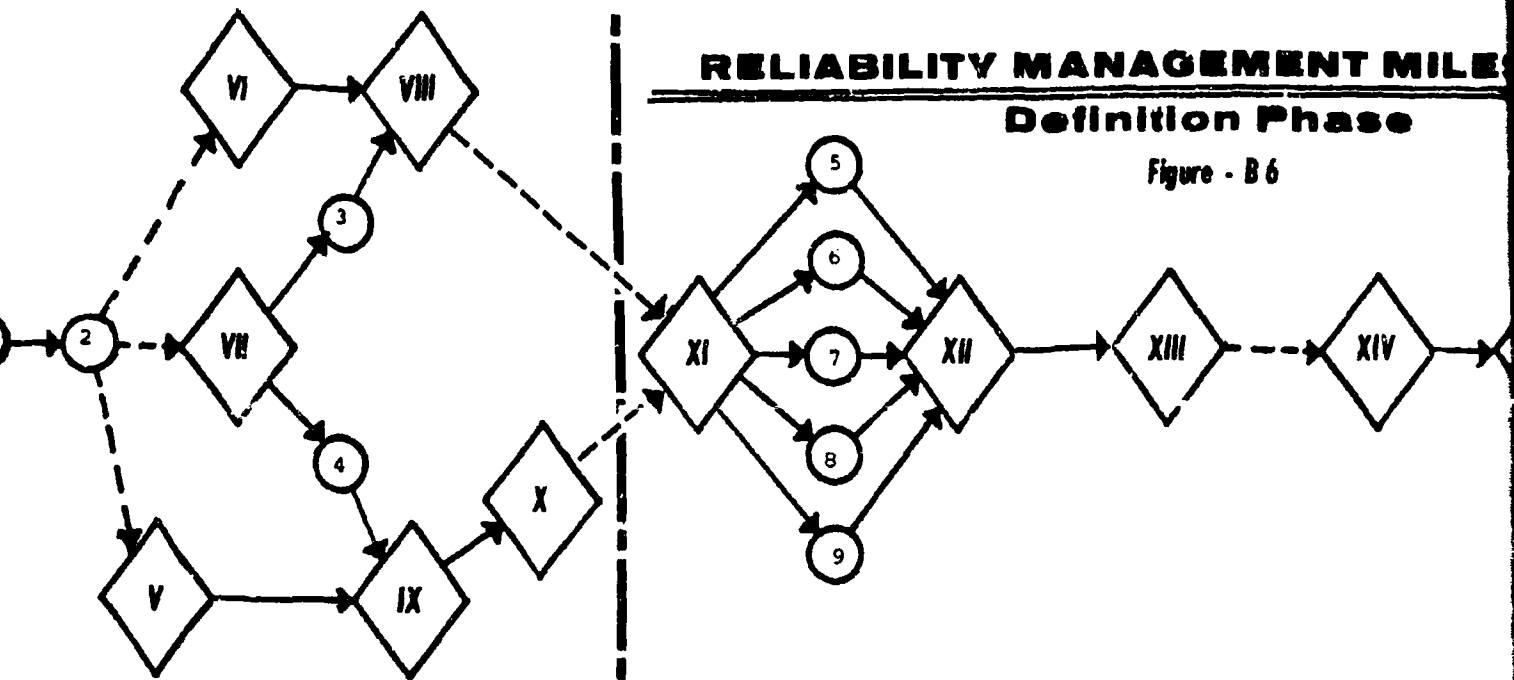 RELIABILITY MANAGEMENT MILES
Definition Phase
Figure - B 6
VI
VIII
5
3
6
2
VII
XI
7
XII
XIII
XIV
4
8
X
9
V
IX